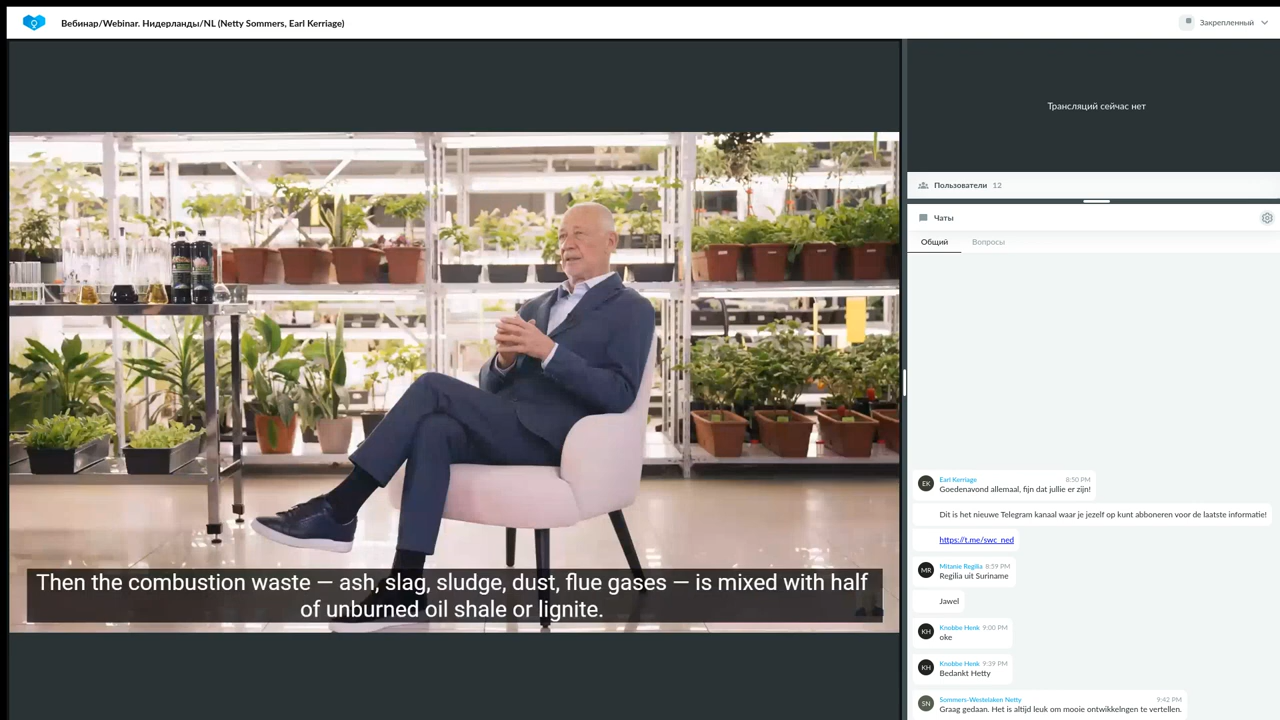 Вебинар/Webinar. Нидерланды/NL (Netty Sommers, Earl Kerriage)
Закрепленный
Трансляций сейчас нет
Пользователи 12
Чаты
Общий Вопросы
EK
Earl Kerriage 8:50 PM
Goedenavond allemaal, fijn dat jullie er zijn!
Dit is het nieuwe Telegram kanaal waar je jezelf op kunt abboneren voor de laatste informatie!
https://t.me/swc_ned
MR
Mitanie Regilia 8:59 PM
Regilia uit Suriname
Jawel
KH
Knobbe Henk 9:00 PM
oke
KH
Knobbe Henk 9:39 PM
Bedankt Hetty
SN
Sommers-Westelaken Netty 9:42 PM
Graag gedaan. Het is altijd leuk om mooie ontwikkelngen te vertellen.
Then the combustion waste — ash, slag, sludge, dust, flue gases — is mixed with half
of unburned oil shale or lignite.